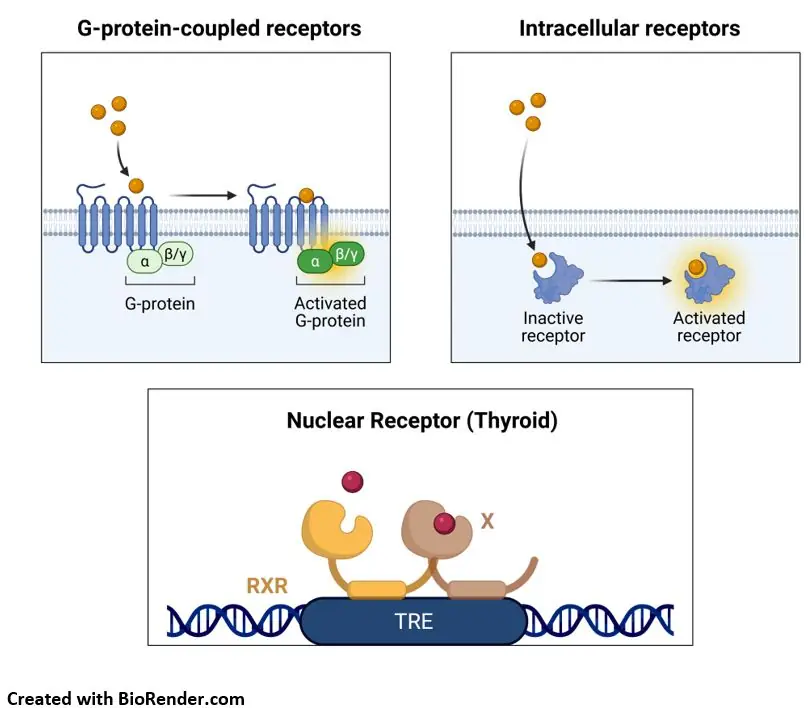 G-protein-coupled receptors
Intracellular receptors
α
β/γ
G-protein
α
β/γ
Activated
G-protein
Inactive
receptor
Activated
receptor
Nuclear Receptor (Thyroid)
X
RXR
TRE
Created with BioRender.com